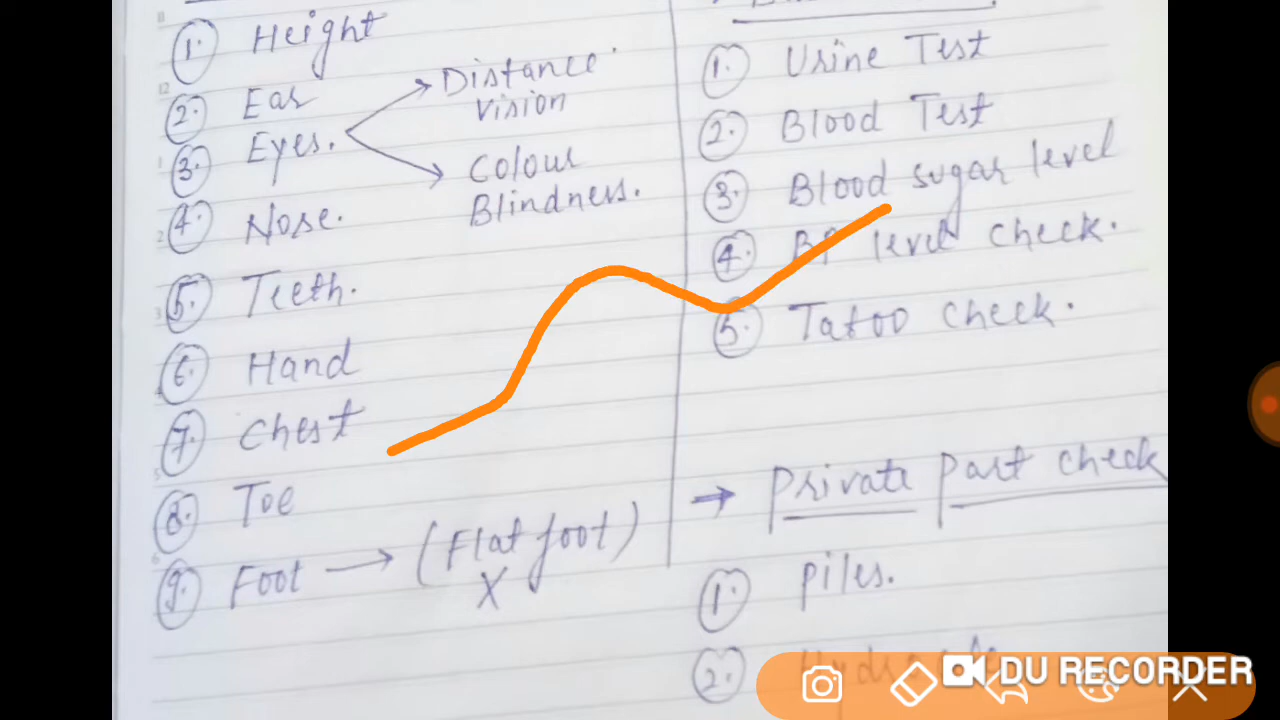 1. Height
2. Ear
3. Eyes.
Distance
vision
Colour
Blindness.
4. Nose.
5. Teeth.
6. Hand
7. Chest
8. Toe
9. Foot → (Flat foot)
X
1. Urine Test
2. Blood Test
3. Blood sugar level
4. BP level check.
5. Tatoo check.
→ Private Part check
1. Piles.
2.
DU RECORDER